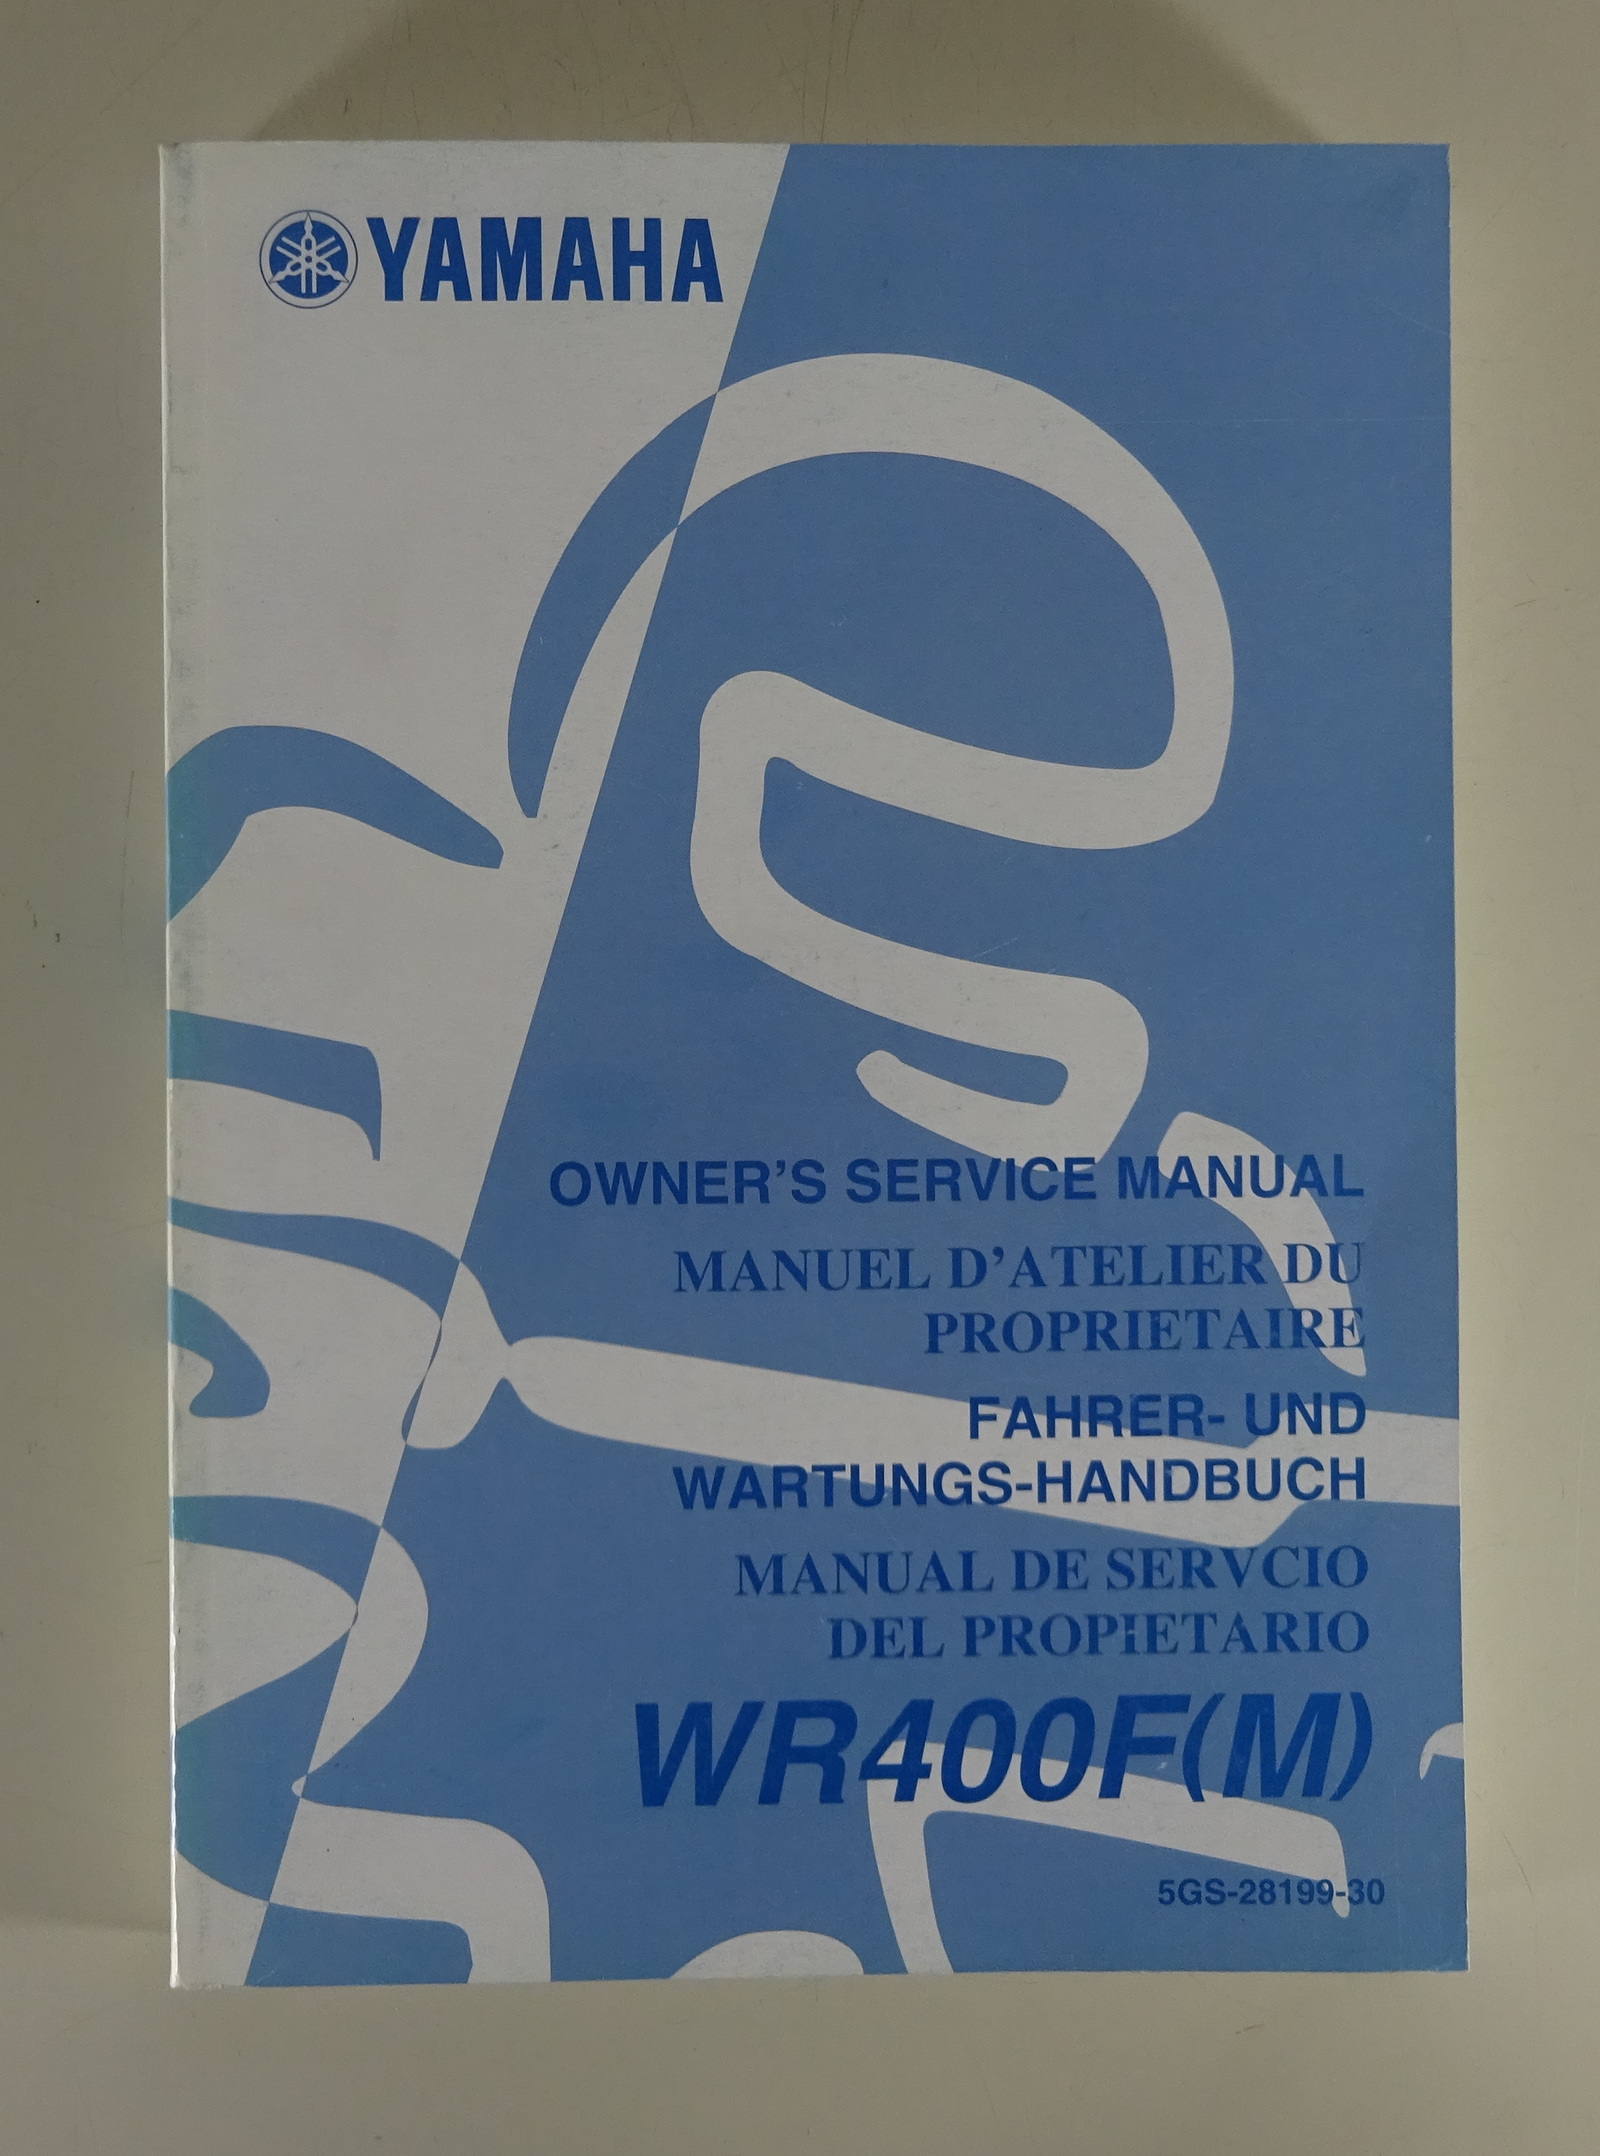 YAMAHA
OWNER'S SERVICE MANUAL
MANUEL D'ATELIER DU
PROPRIETAIRE
FAHRER- UND
WARTUNGS-HANDBUCH
MANUAL DE SERVCIO
DEL PROPIETARIO
WR400F(M)
5GS-28199-30